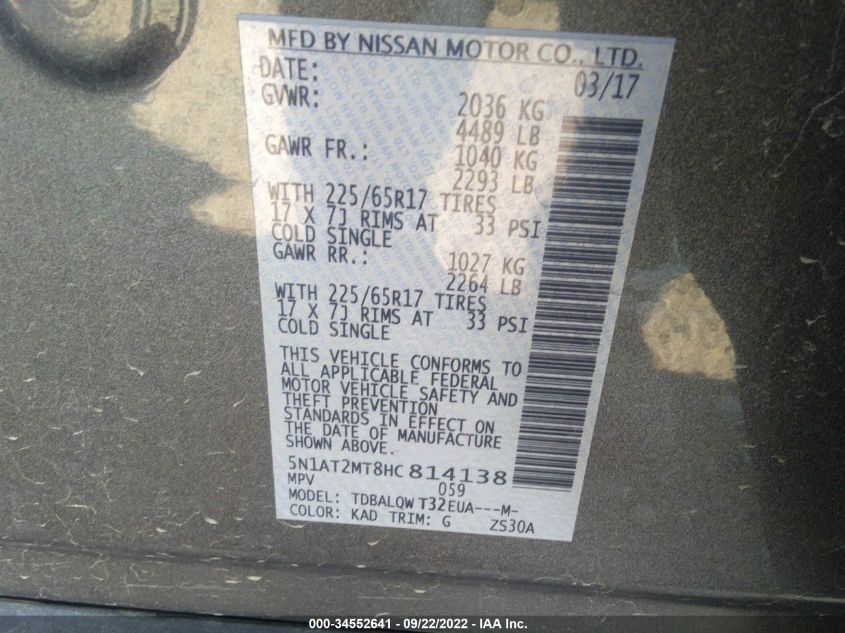 MFD BY NISSAN MOTOR CO., LTD.
DATE: 03/17
GVWR: 2036 KG
4489 LB
GAWR FR.: 1040 KG
2293 LB
WITH 225/65R17 TIRES
17 X 7J RIMS AT 33 PSI
COLD SINGLE
GAWR RR.: 1027 KG
2264 LB
WITH 225/65R17 TIRES
17 X 7J RIMS AT 33 PSI
COLD SINGLE
THIS VEHICLE CONFORMS TO
ALL APPLICABLE FEDERAL
MOTOR VEHICLE SAFETY AND
THEFT PREVENTION
STANDARDS IN EFFECT ON
THE DATE OF MANUFACTURE
SHOWN ABOVE.
5N1AT2MT8HC814138
MPV 059
MODEL: TDBALQW T32EUA---M-
COLOR: KAD TRIM: G ZS30A
000-34552641 - 09/22/2022 - IAA Inc.